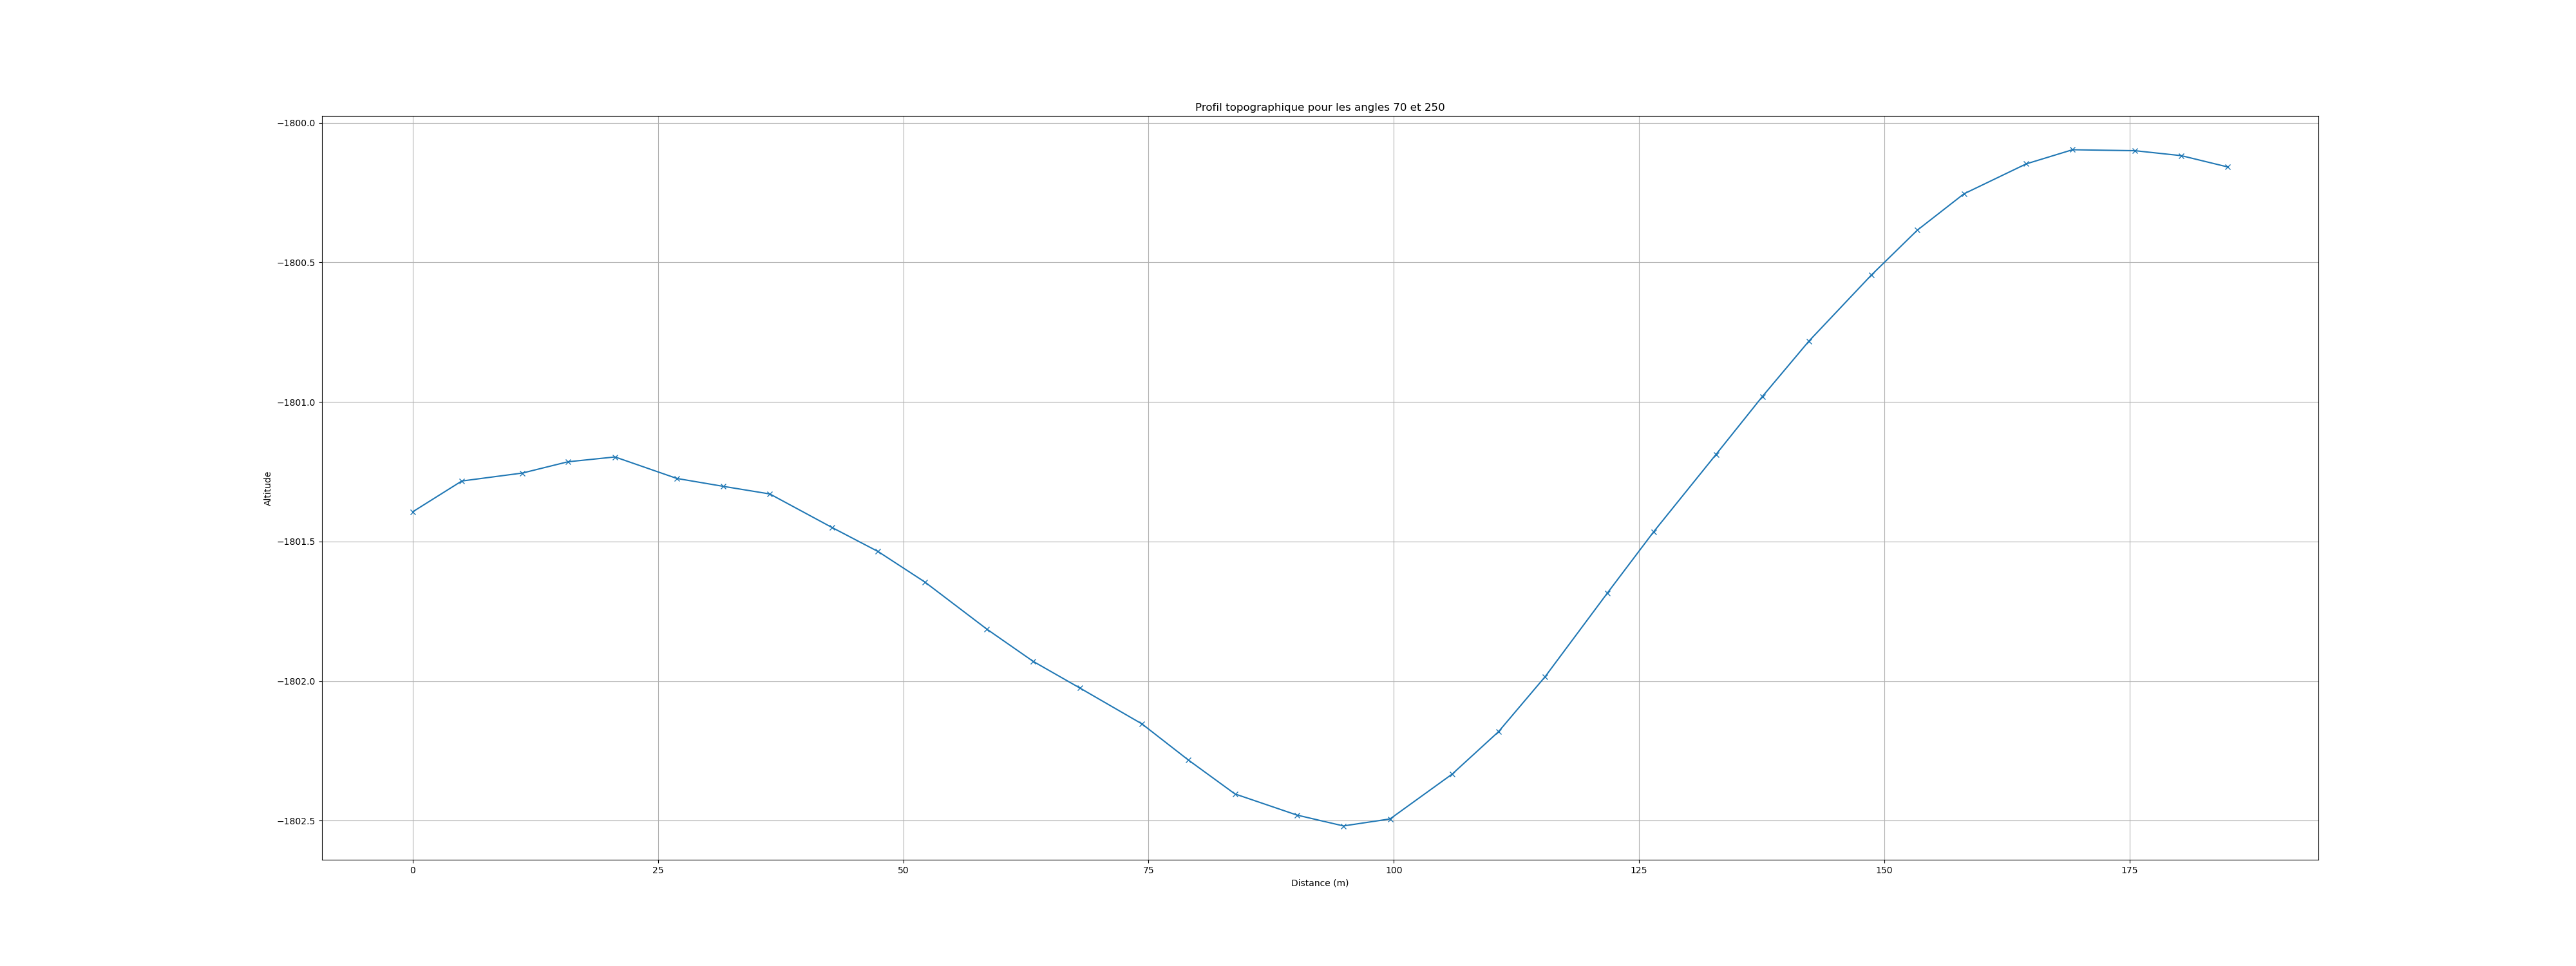 Profil topographique pour les angles 70 et 250
−1800.0
−1800.5
−1801.0
Altitude
−1801.5
−1802.0
−1802.5
0 25 50 75 100 125 150 175
Distance (m)